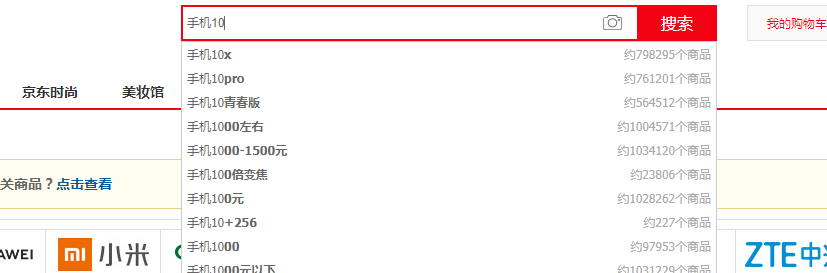 手机10
搜索
我的购物车
手机10x 约798295个商品
手机10pro 约761201个商品
京东时尚 美妆馆
手机10青春版 约564512个商品
手机1000左右 约1004571个商品
手机1000-1500元 约1034120个商品
手机100倍变焦 约23806个商品
关商品？点击查看
手机100元 约1028262个商品
手机10+256 约227个商品
手机1000 约97953个商品
AWEI
mi 小米
ZTE中兴
手机1000元以下 约1031229个商品